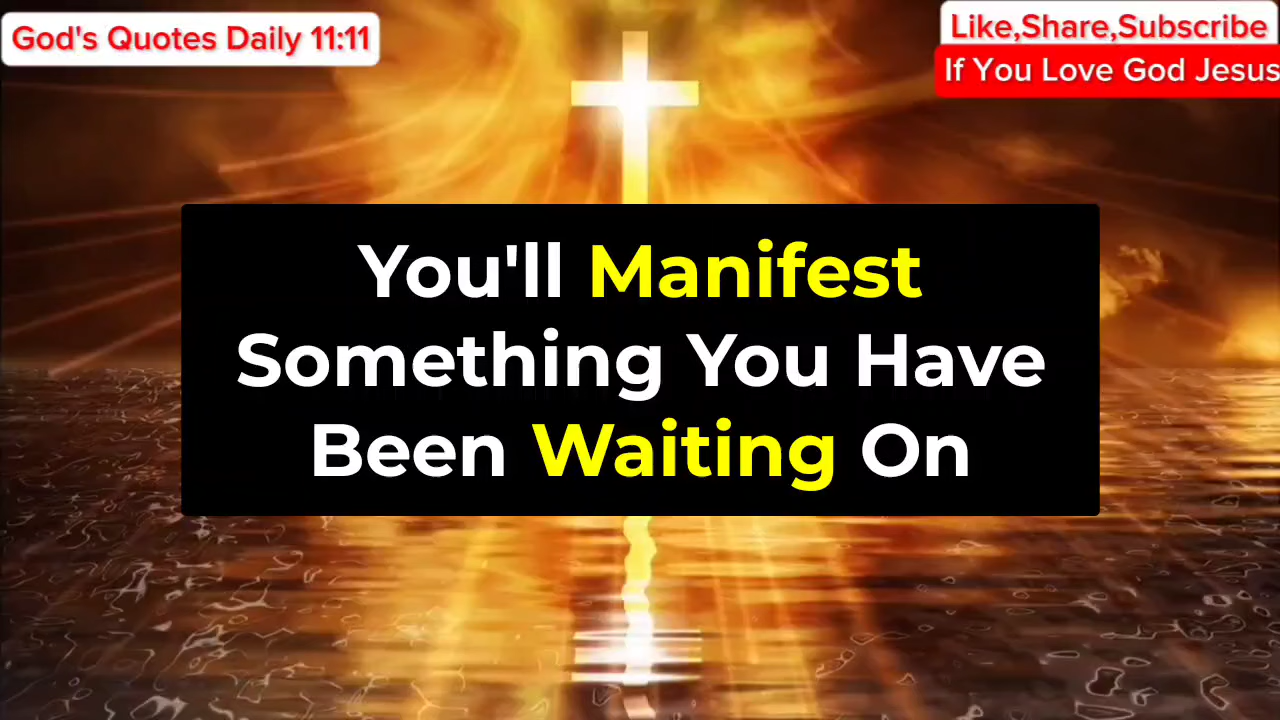 God's Quotes Daily 11:11
Like,Share,Subscribe
If You Love God Jesus
You'll Manifest
Something You Have
Been Waiting On